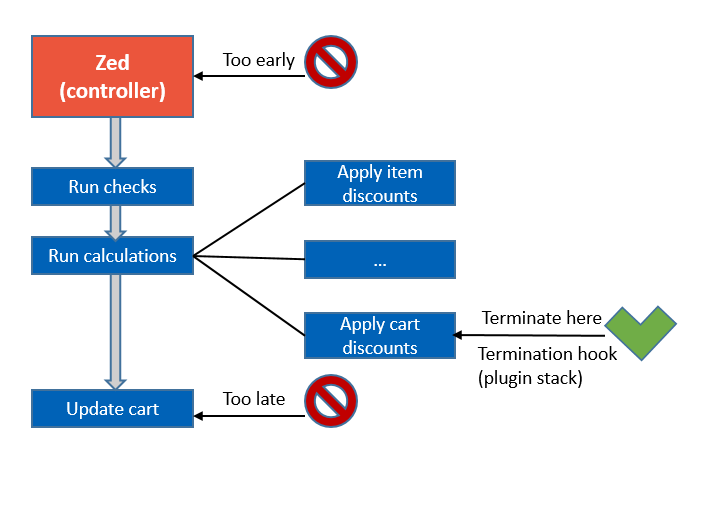 Zed
(controller)
Too early
Run checks
Apply item
discounts
Run calculations
...
Apply cart
discounts
Terminate here
Termination hook
(plugin stack)
Update cart
Too late